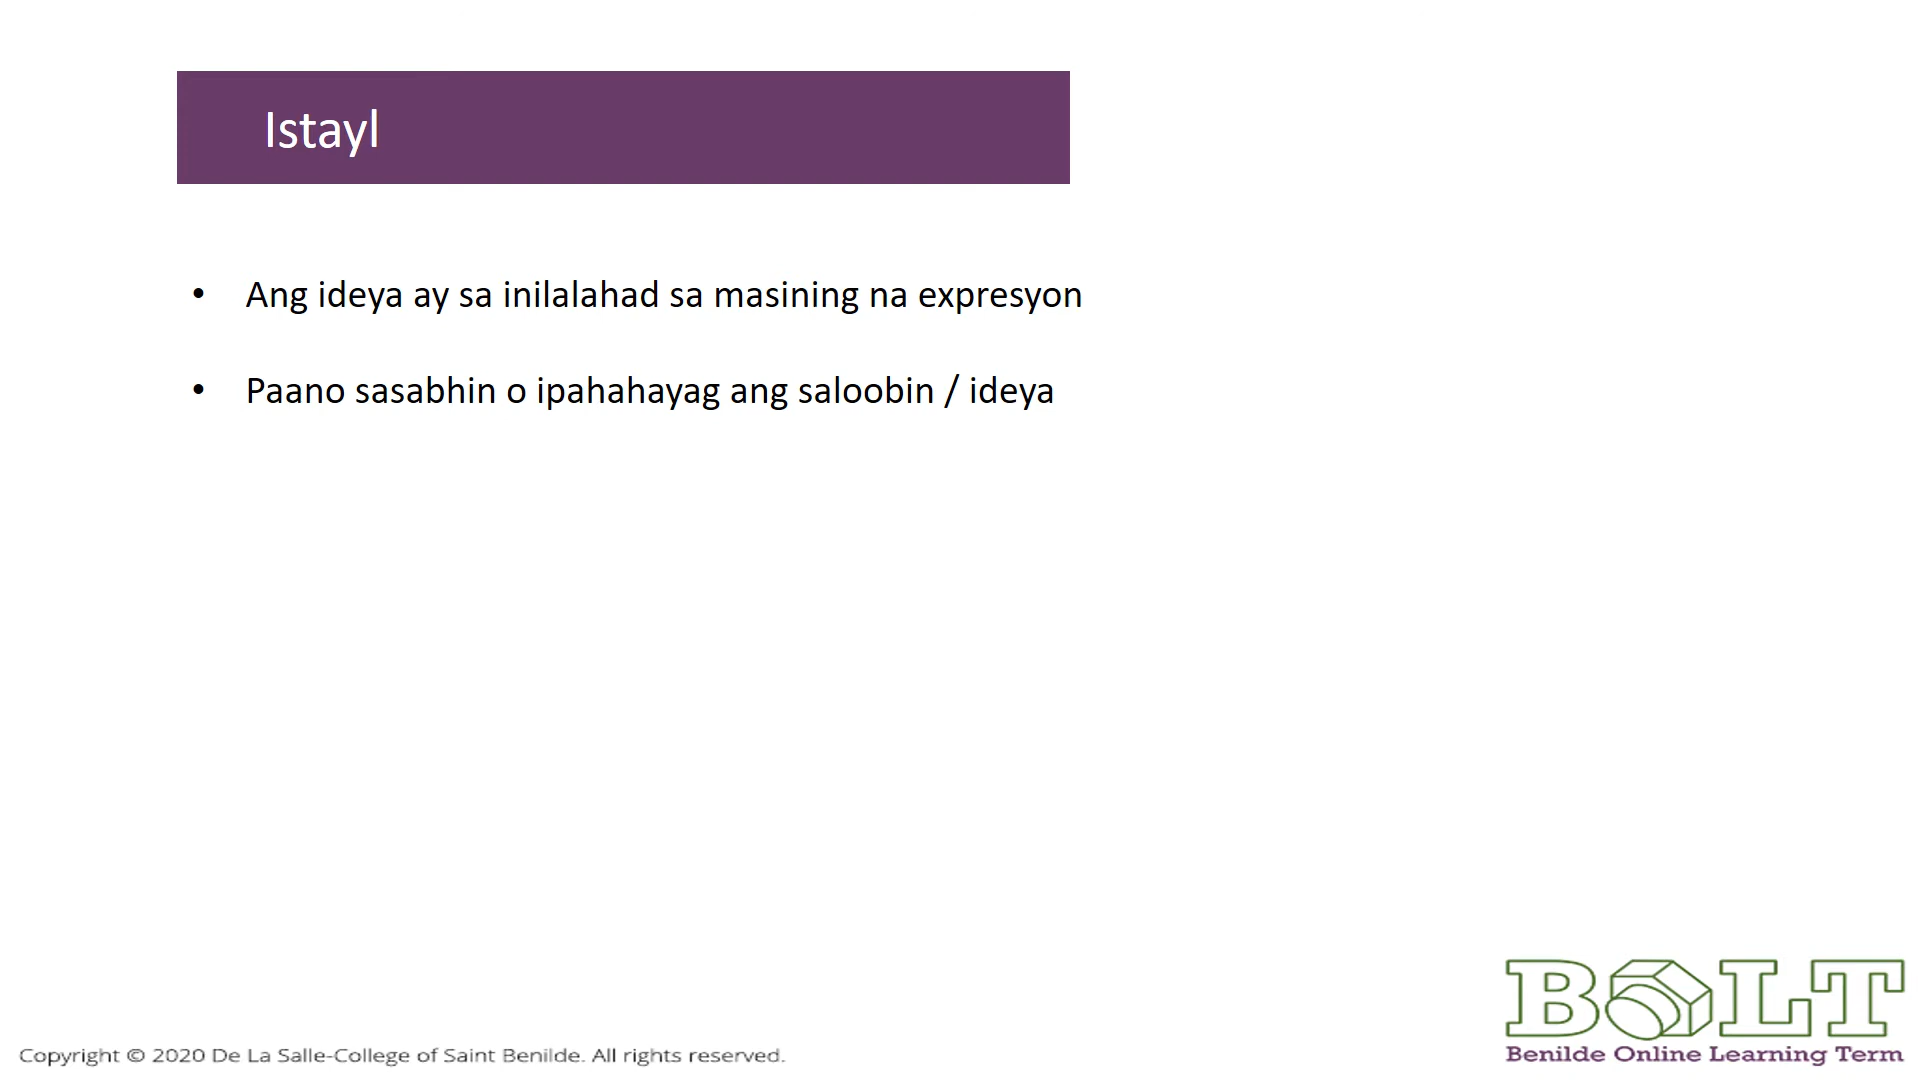 Istayl
• Ang ideya ay sa inilalahad sa masining na expresyon
• Paano sasabhin o ipahahayag ang saloobin / ideya
BOLT
Benilde Online Learning Term
Copyright © 2020 De La Salle-College of Saint Benilde. All rights reserved.